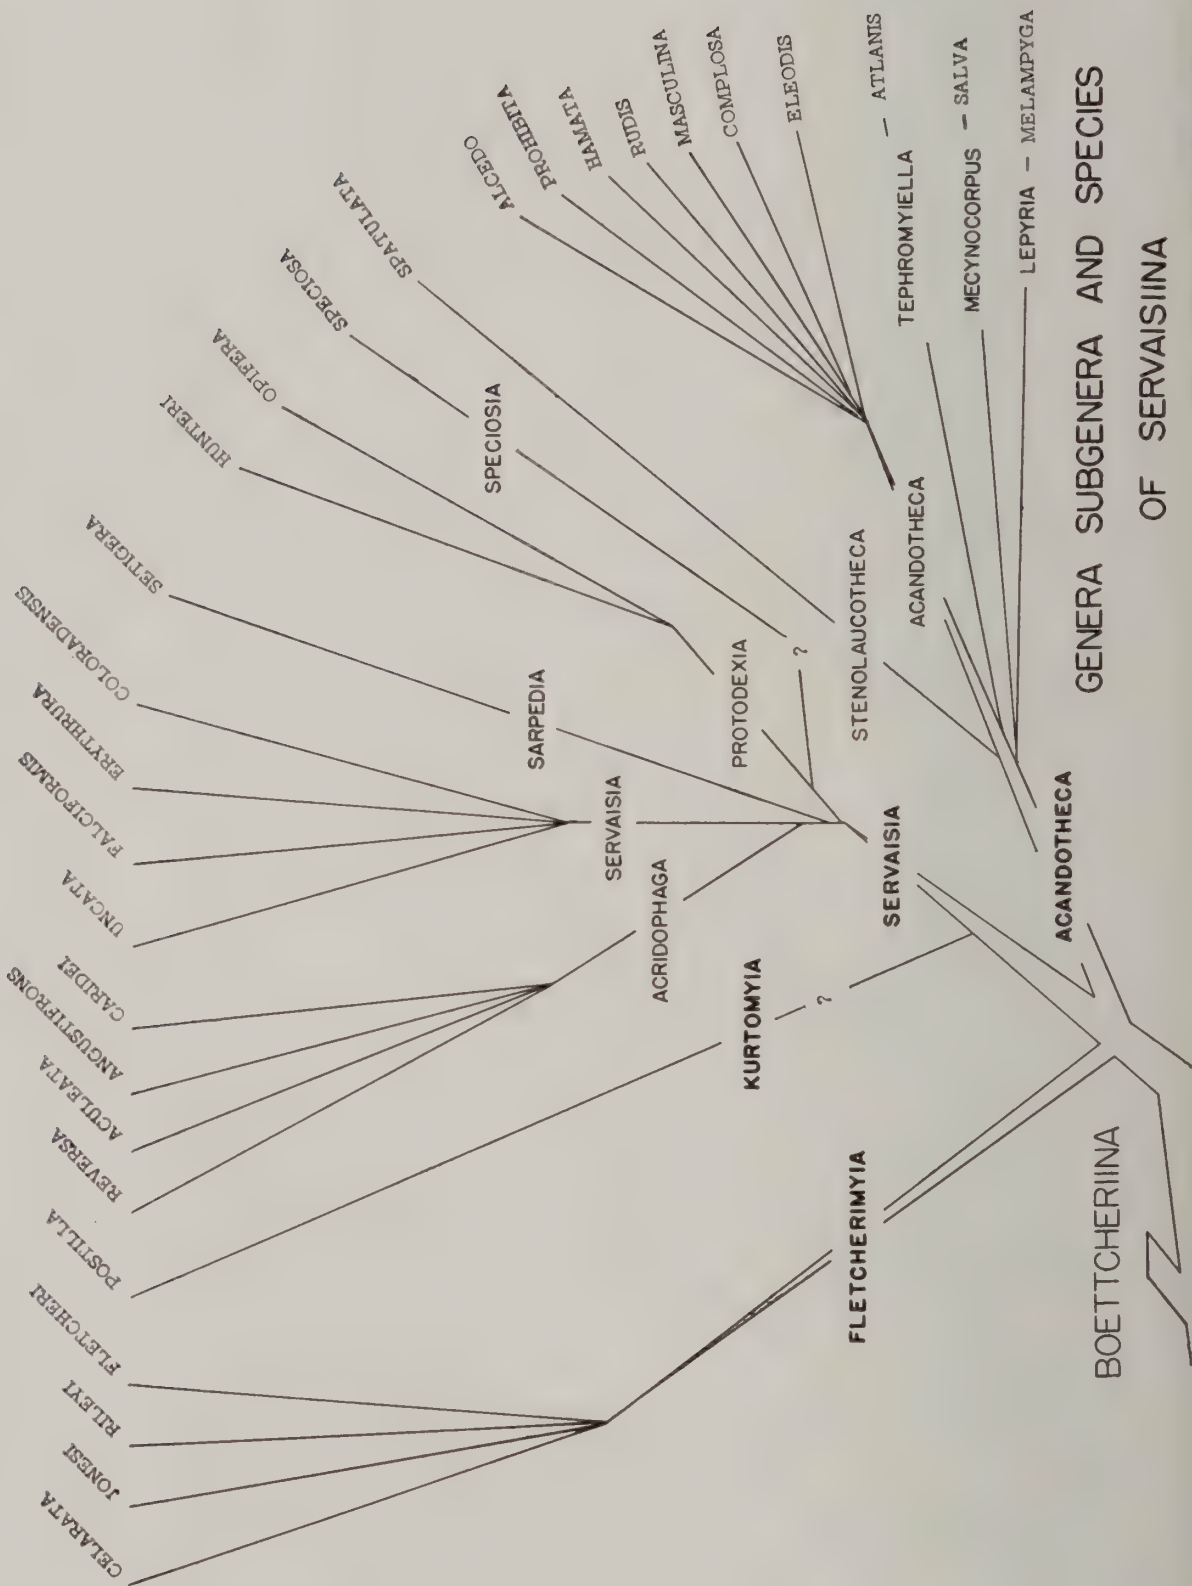 CELARATA
JONESI
RILEYI
FLETCHERI
POSTILLA
REVERSA
ACULEATA
ANGUSTIFRONS
CARIDEI
UNCATA
FALCIFORMIS
ERYTHRURA
COLORADENSIS
SETIGERA
HUNTERI
OPIFERA
SPECIOSA
SPATULATA
ALCEDO
PROHIBITA
HAMATA
RUDIS
MASCULINA
COMPLOSA
ELEODIS
SPECIOSIA
SARPEDIA
SERVAISIA
ACRIDOPHAGA
PROTODEXIA
?
KURTOMYIA
?
STENOLAUCOTHECA
FLETCHERIMYIA
SERVAISIA
ACANDOTHECA
TEPHROMYIELLA — ATLANIS
MECYNOCORPUS — SALVA
LEPYRIA — MELAMPYGA
ACANDOTHECA
BOETTCHERIINA
GENERA SUBGENERA AND SPECIES
OF SERVAISIINA